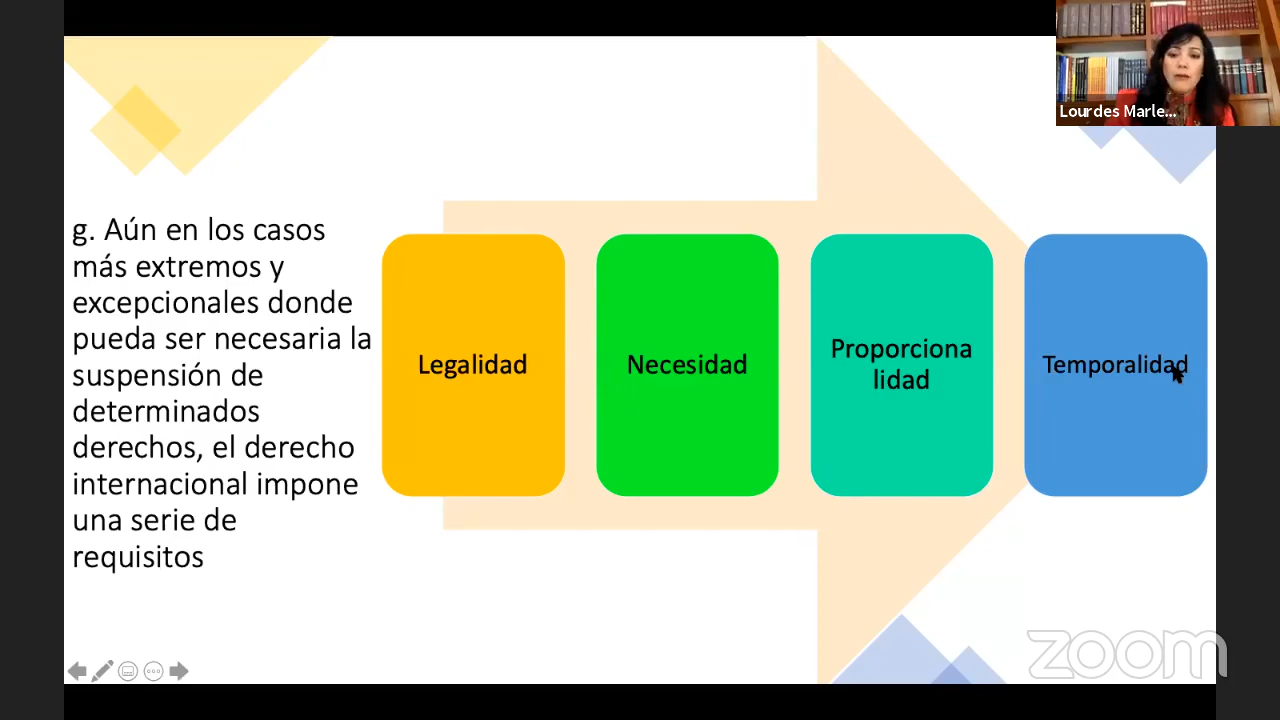 Lourdes Marle...
g. Aún en los casos
más extremos y
excepcionales donde
pueda ser necesaria la
suspensión de
determinados
derechos, el derecho
internacional impone
una serie de
requisitos
Legalidad
Necesidad
Proporciona
lidad
Temporalidad
zoom